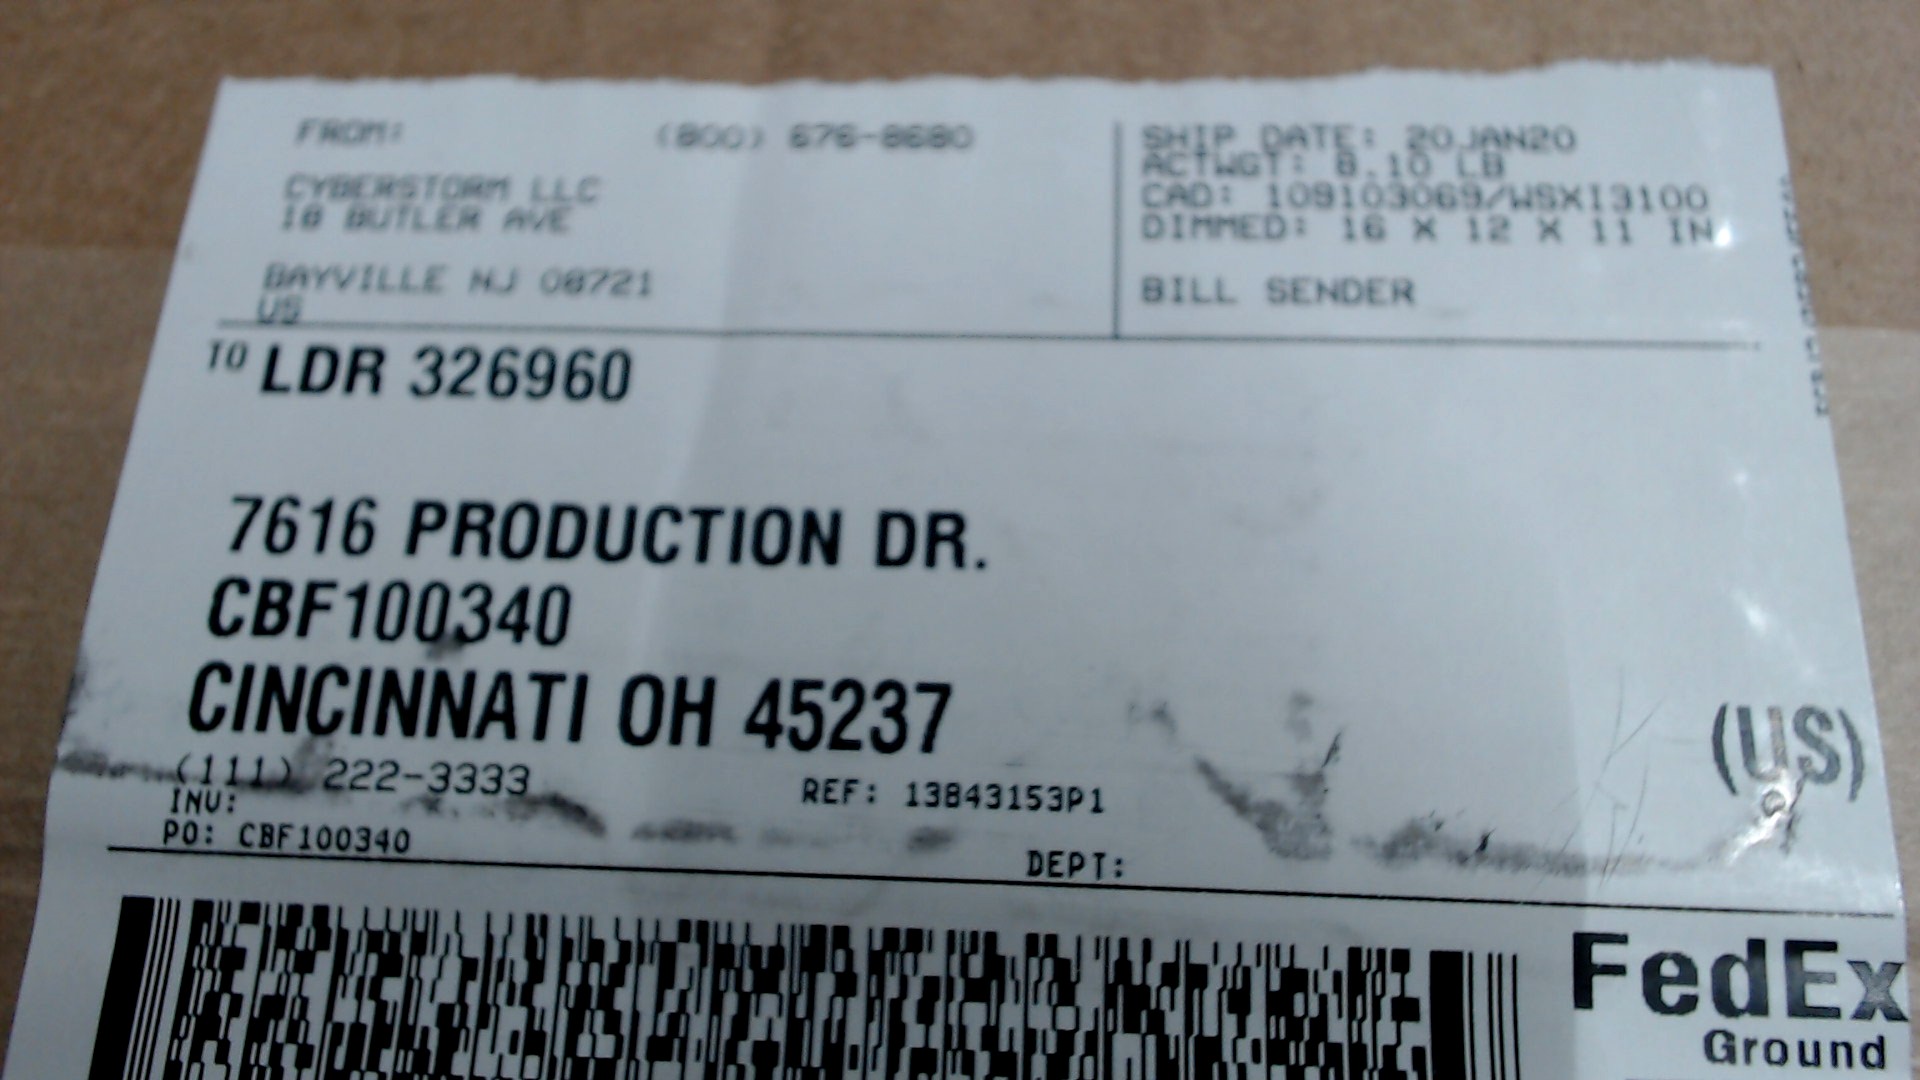 FROM: (800) 676-8680
CYBERSTORM LLC
18 BUTLER AVE
BAYVILLE NJ 08721
US
SHIP DATE: 20JAN20
ACTWGT: 8.10 LB
CAD: 109103069/WSXI3100
DIMMED: 16 X 12 X 11 IN
BILL SENDER
TO LDR 326960
7616 PRODUCTION DR.
CBF100340
CINCINNATI OH 45237
(US)
(111) 222-3333
REF: 13843153P1
INV:
PO: CBF100340
DEPT:
FedEx
Ground